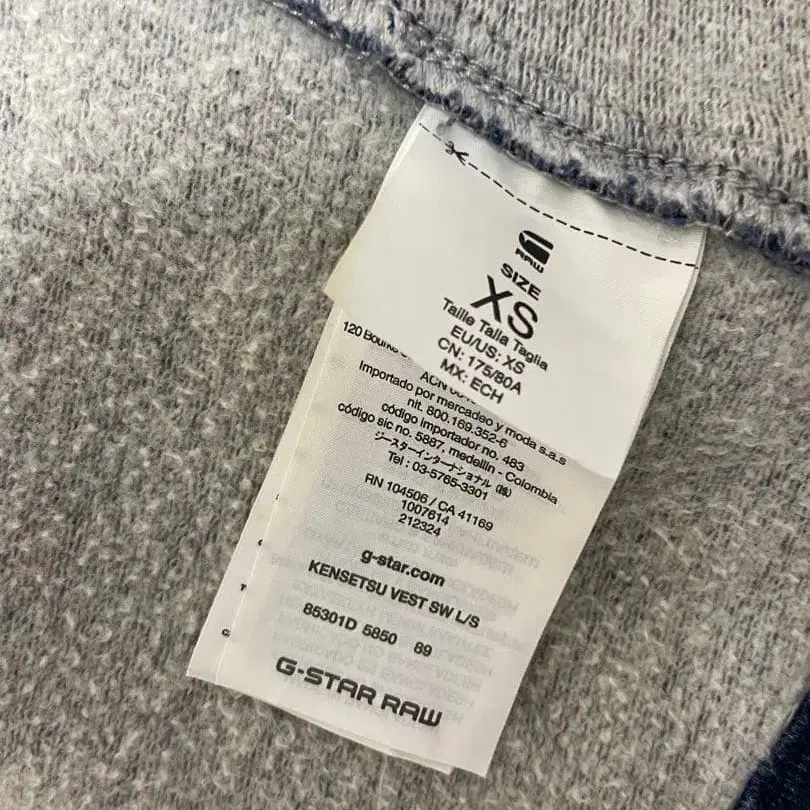 RAW
SIZE
XS
Taille Talla Taglia
EU/US: XS
CN: 175/80A
MX: ECH
120 Bourke
ACN
Importado por mercadeo y moda s.a.s
nit. 800.169.352-6
código importador no. 463
código sic no. 5887, medellin - Colombia
ジースターインターナショナル (株)
Tel : 03-5765-3301
RN 104506 / CA 41169
1007614
212324
g-star.com
KENSETSU VEST SW L/S
85301D 5850 89
G-STAR RAW